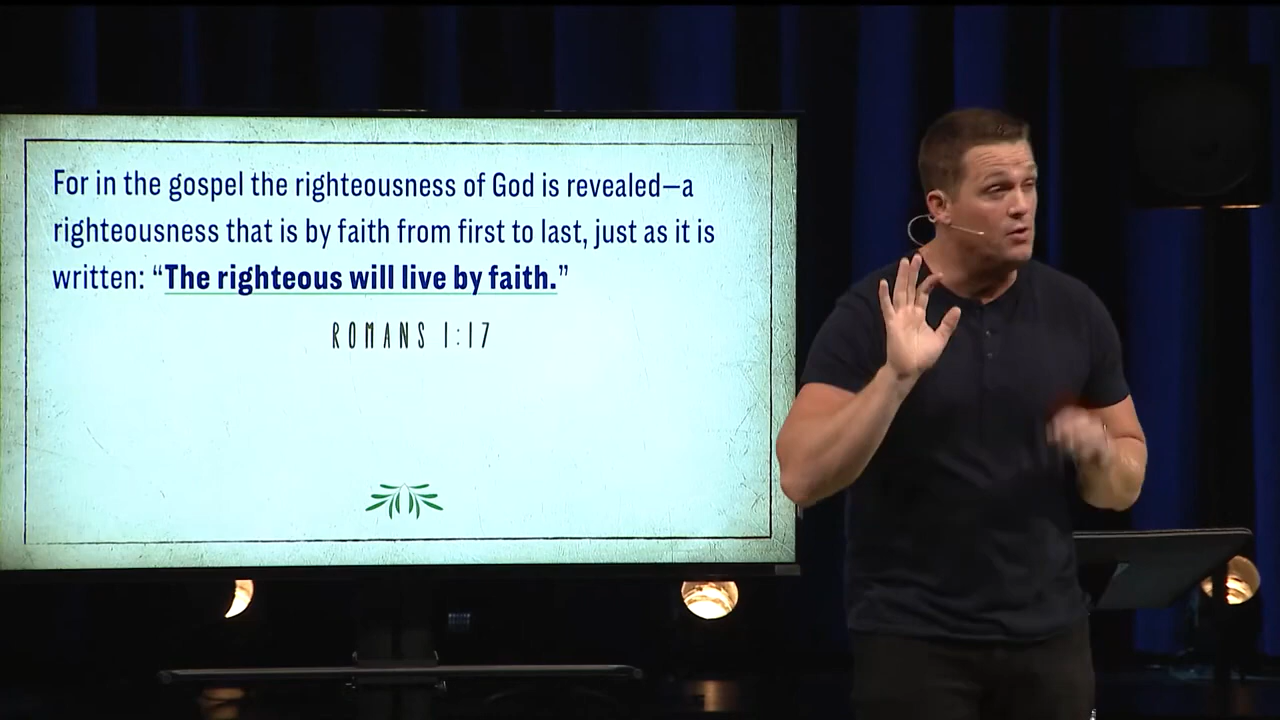 For in the gospel the righteousness of God is revealed—a
righteousness that is by faith from first to last, just as it is
written: “The righteous will live by faith.”
ROMANS 1:17